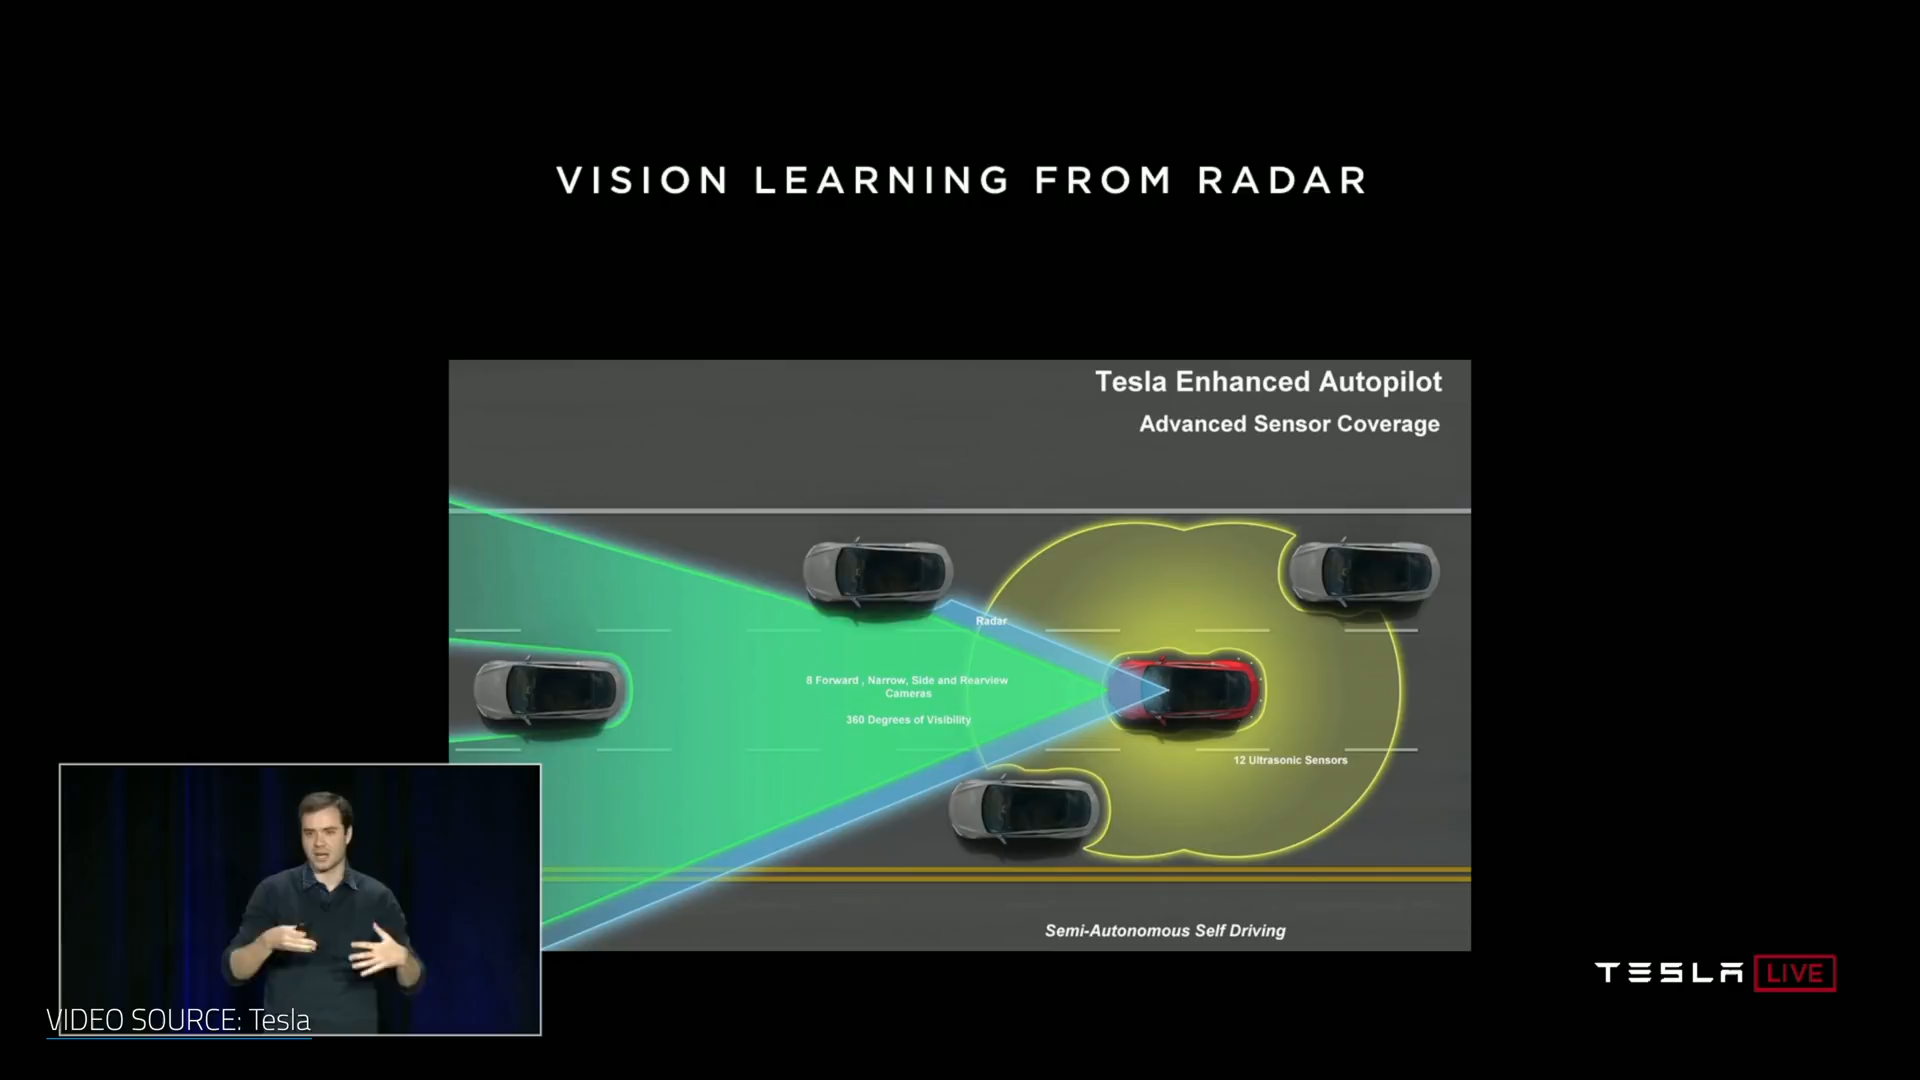 VISION LEARNING FROM RADAR
Tesla Enhanced Autopilot
Advanced Sensor Coverage
Radar
8 Forward , Narrow, Side and Rearview
Cameras
360 Degrees of Visibility
12 Ultrasonic Sensors
Semi-Autonomous Self Driving
TESLA LIVE
VIDEO SOURCE: Tesla